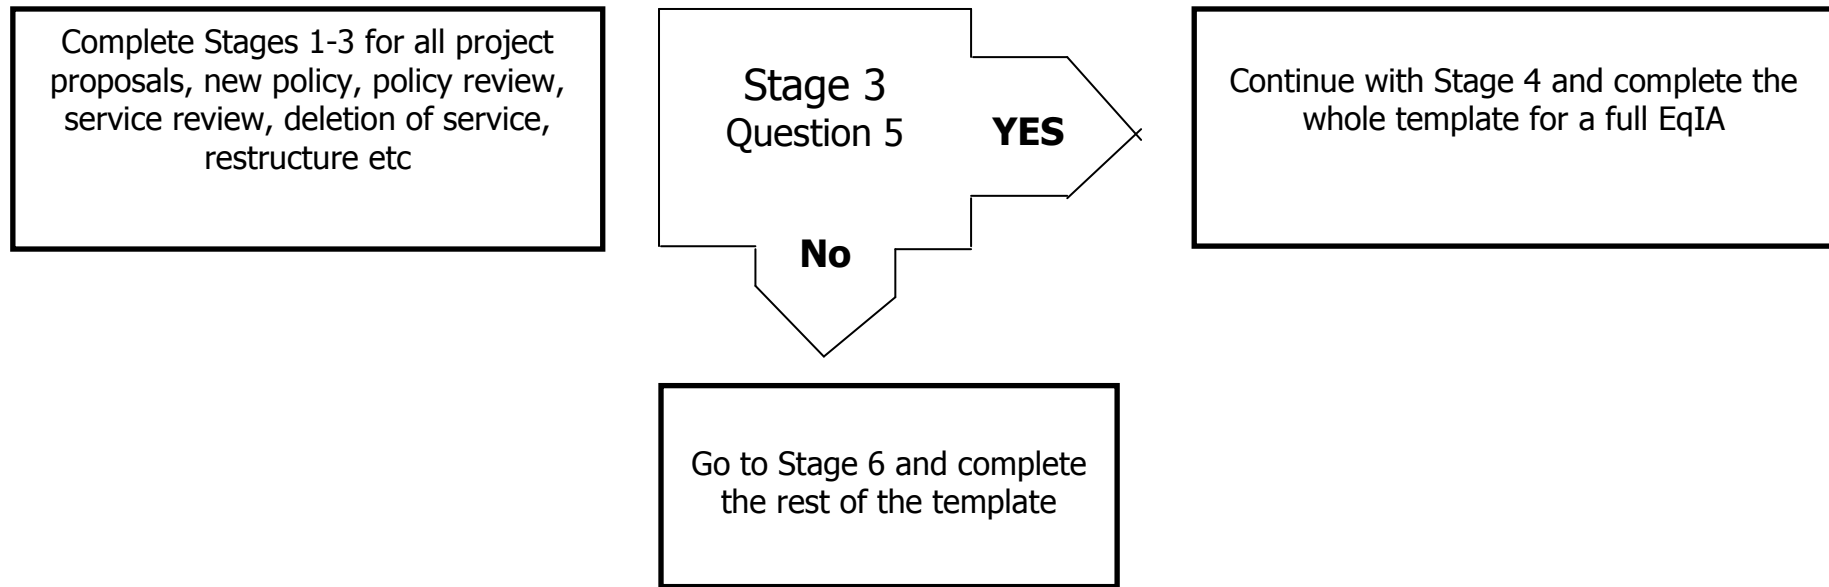 Complete Stages 1-3 for all project
proposals, new policy, policy review,
service review, deletion of service,
restructure etc
Stage 3
Question 5
YES
No
Continue with Stage 4 and complete the
whole template for a full EqIA
Go to Stage 6 and complete
the rest of the template